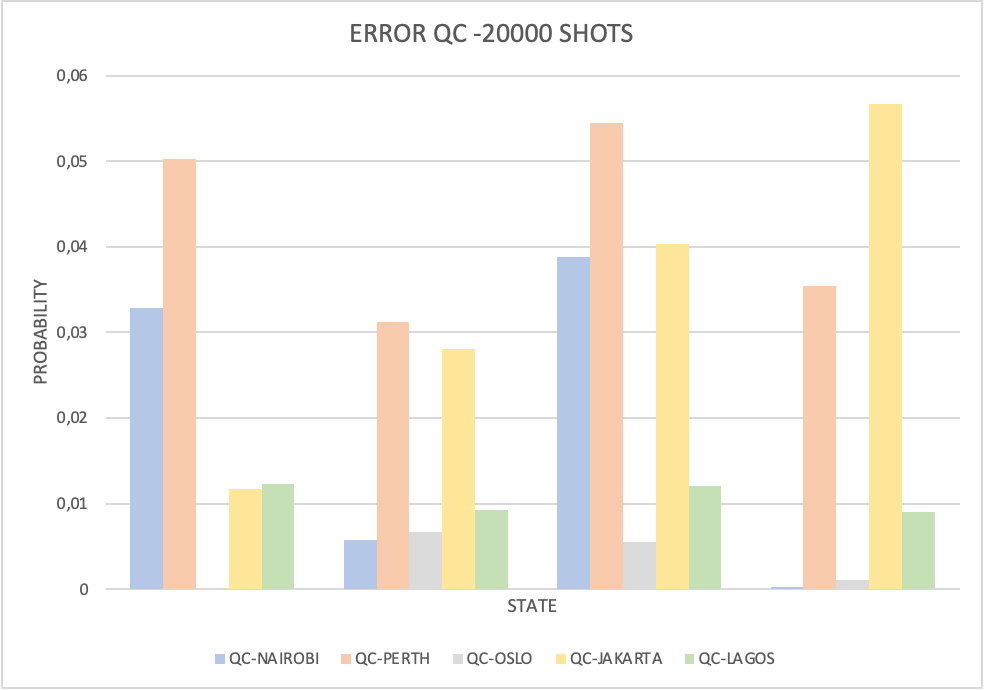 ERROR QC -20000 SHOTS
0,06
0,05
0,04
0,03
0,02
0,01
0
PROBABILITY
STATE
QC-NAIROBI QC-PERTH QC-OSLO QC-JAKARTA QC-LAGOS